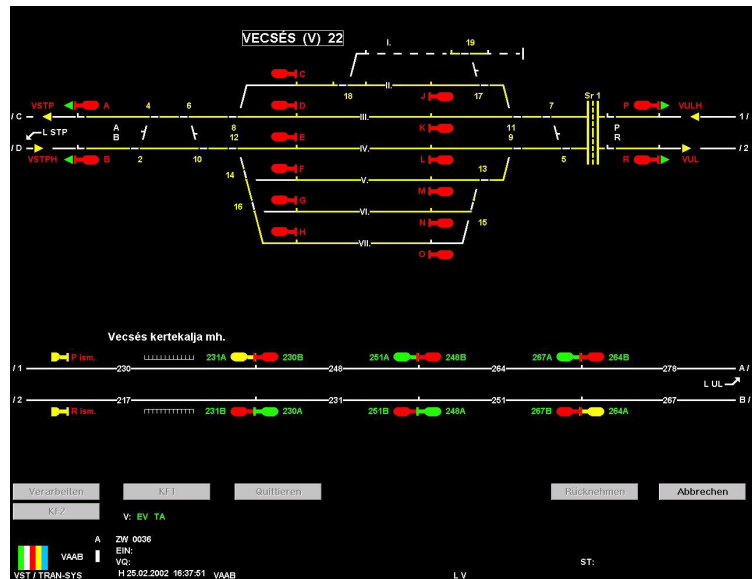 VECSÉS (V) 22
I. 19
C
II.
18 J 17
VSTP A 4 6 D 7 Sr 1 P VULH
/ C III. 1 /
L STP A B 8 12 E K 11 9 P R
/ D IV. / 2
VSTPH B 2 10 F L 13 5 R VUL
14 V.
16 G M
VI.
H N 15
VII.
O
Vecsés kertekalja mh.
P ism. 231A 230B 251A 248B 267A 264B
/ 1 230 248 264 278 A /
L UL
/ 2 217 231 251 267 B /
R ism. 231B 230A 251B 248A 267B 264A
Verarbeiten KF1 Quittieren Rücknehmen Abbrechen
KF2 V: EV TA
A ZW 0036
VAAB EIN:
VQ: ST:
VST / TRAN-SYS H 25.02.2002 16:37:51 VAAB L V